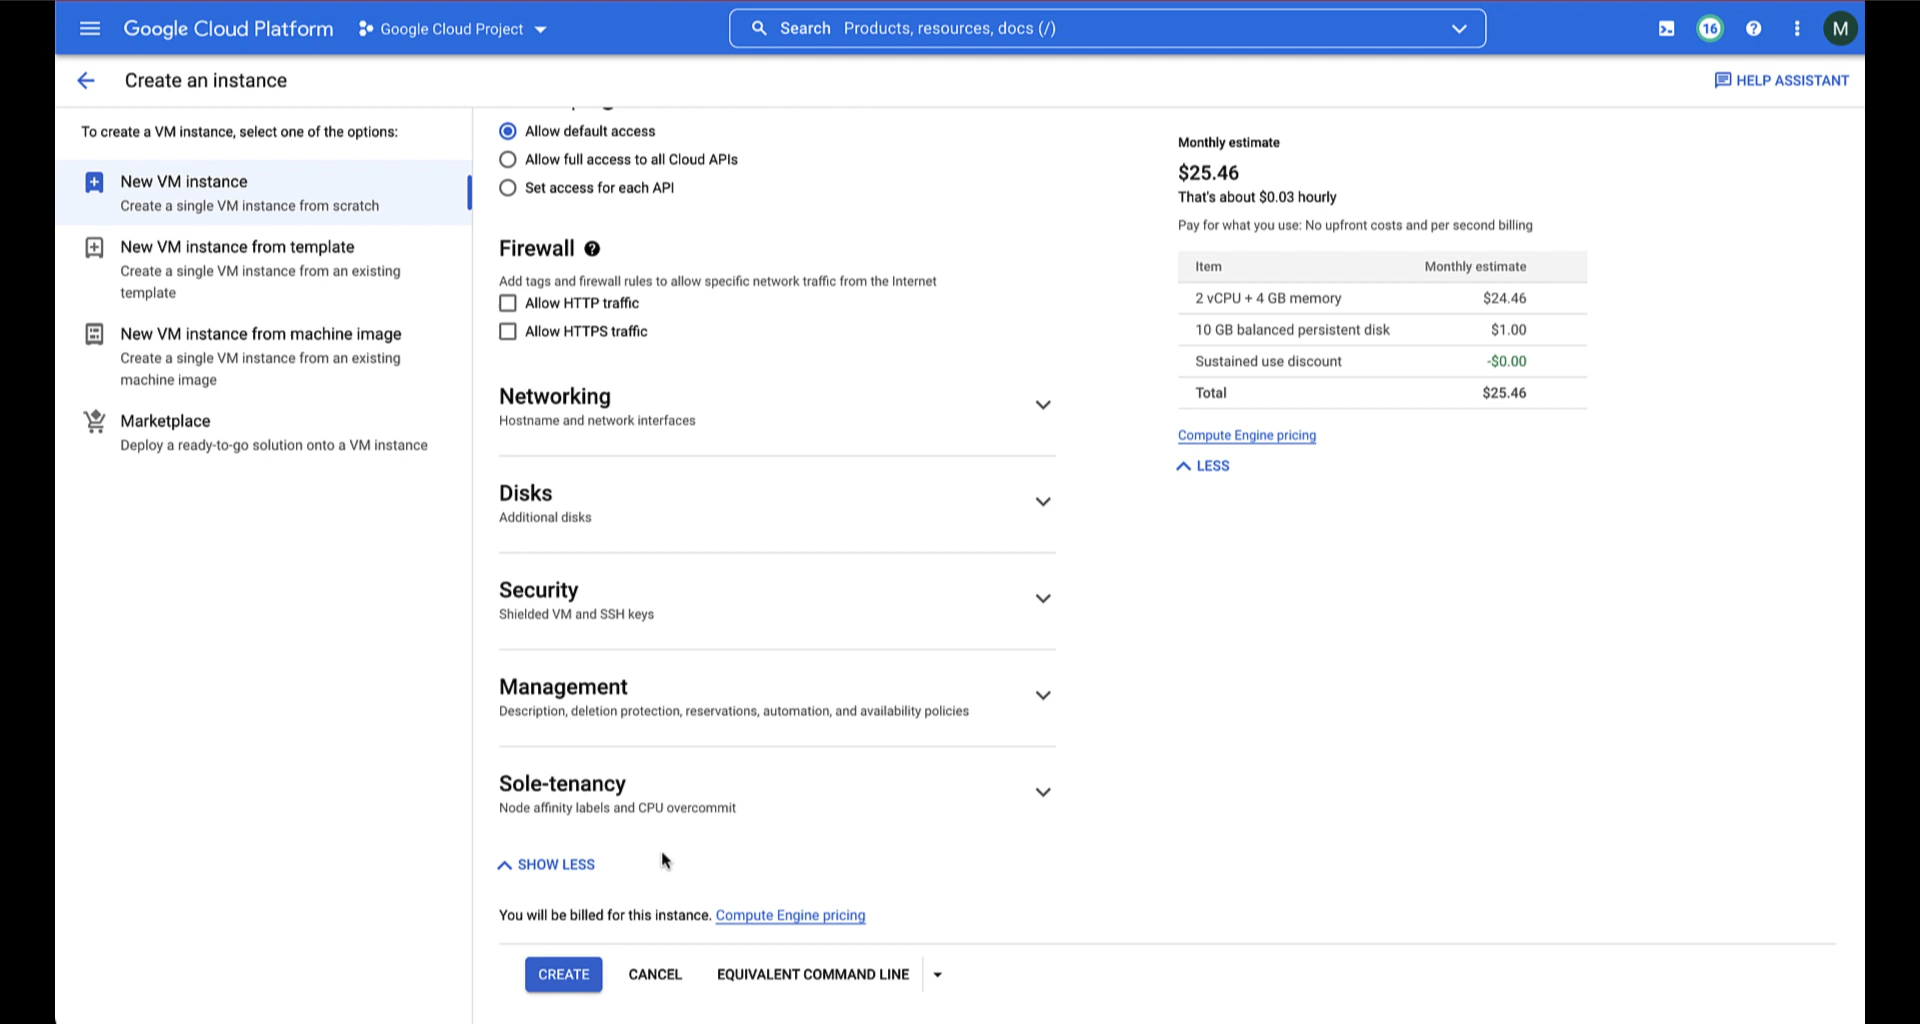 Google Cloud Platform
Google Cloud Project
Search Products, resources, docs (/)
16
M
Create an instance
HELP ASSISTANT
To create a VM instance, select one of the options:
New VM instance
Create a single VM instance from scratch
New VM instance from template
Create a single VM instance from an existing
template
New VM instance from machine image
Create a single VM instance from an existing
machine image
Marketplace
Deploy a ready-to-go solution onto a VM instance
Allow default access
Allow full access to all Cloud APIs
Set access for each API
Firewall
Add tags and firewall rules to allow specific network traffic from the Internet
Allow HTTP traffic
Allow HTTPS traffic
Networking
Hostname and network interfaces
Disks
Additional disks
Security
Shielded VM and SSH keys
Management
Description, deletion protection, reservations, automation, and availability policies
Sole-tenancy
Node affinity labels and CPU overcommit
SHOW LESS
You will be billed for this instance. Compute Engine pricing
CREATE CANCEL EQUIVALENT COMMAND LINE
Monthly estimate
$25.46
That's about $0.03 hourly
Pay for what you use: No upfront costs and per second billing
Item Monthly estimate
2 vCPU + 4 GB memory $24.46
10 GB balanced persistent disk $1.00
Sustained use discount -$0.00
Total $25.46
Compute Engine pricing
LESS